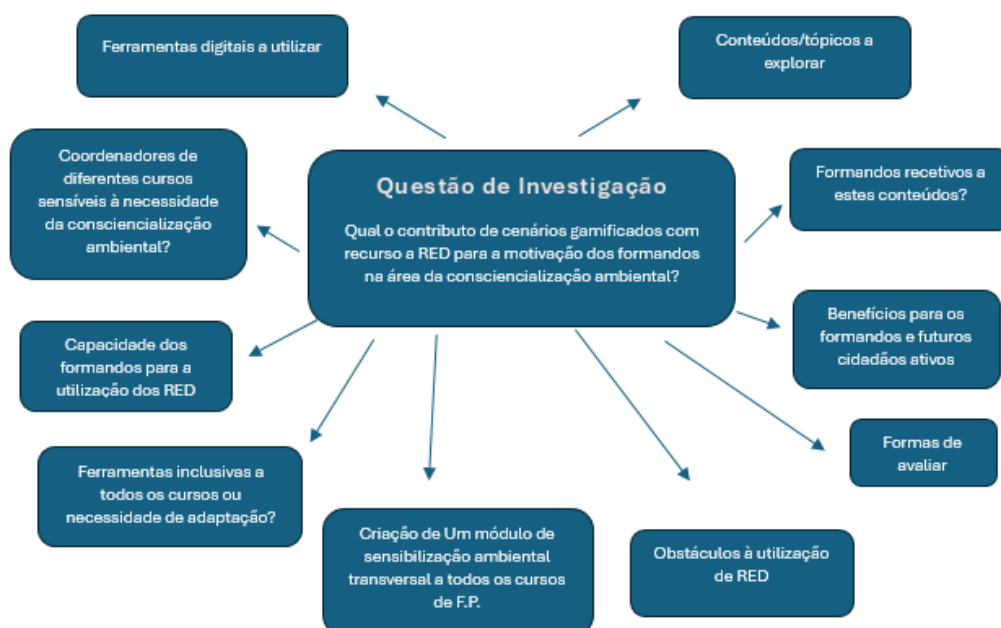 Ferramentas digitais a utilizar
Conteúdos/tópicos a
explorar
Coordenadores de
diferentes cursos
sensíveis à necessidade
da consciencialização
ambiental?
Questão de Investigação
Qual o contributo de cenários gamificados com
recurso a RED para a motivação dos formandos
na área da consciencialização ambiental?
Formandos recetivos a
estes conteúdos?
Capacidade dos
formandos para a
utilização dos RED
Benefícios para os
formandos e futuros
cidadãos ativos
Ferramentas inclusivas a
todos os cursos ou
necessidade de adaptação?
Formas de
avaliar
Criação de Um módulo de
sensibilização ambiental
transversal a todos os cursos
de F.P.
Obstáculos à utilização
de RED